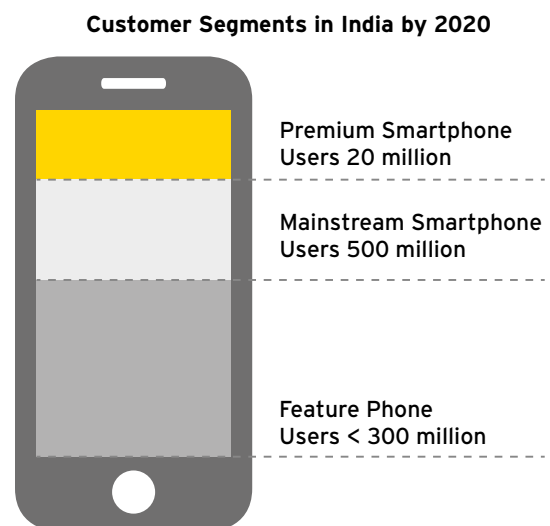 Customer Segments in India by 2020
Premium Smartphone
Users 20 million
Mainstream Smartphone
Users 500 million
Feature Phone
Users < 300 million